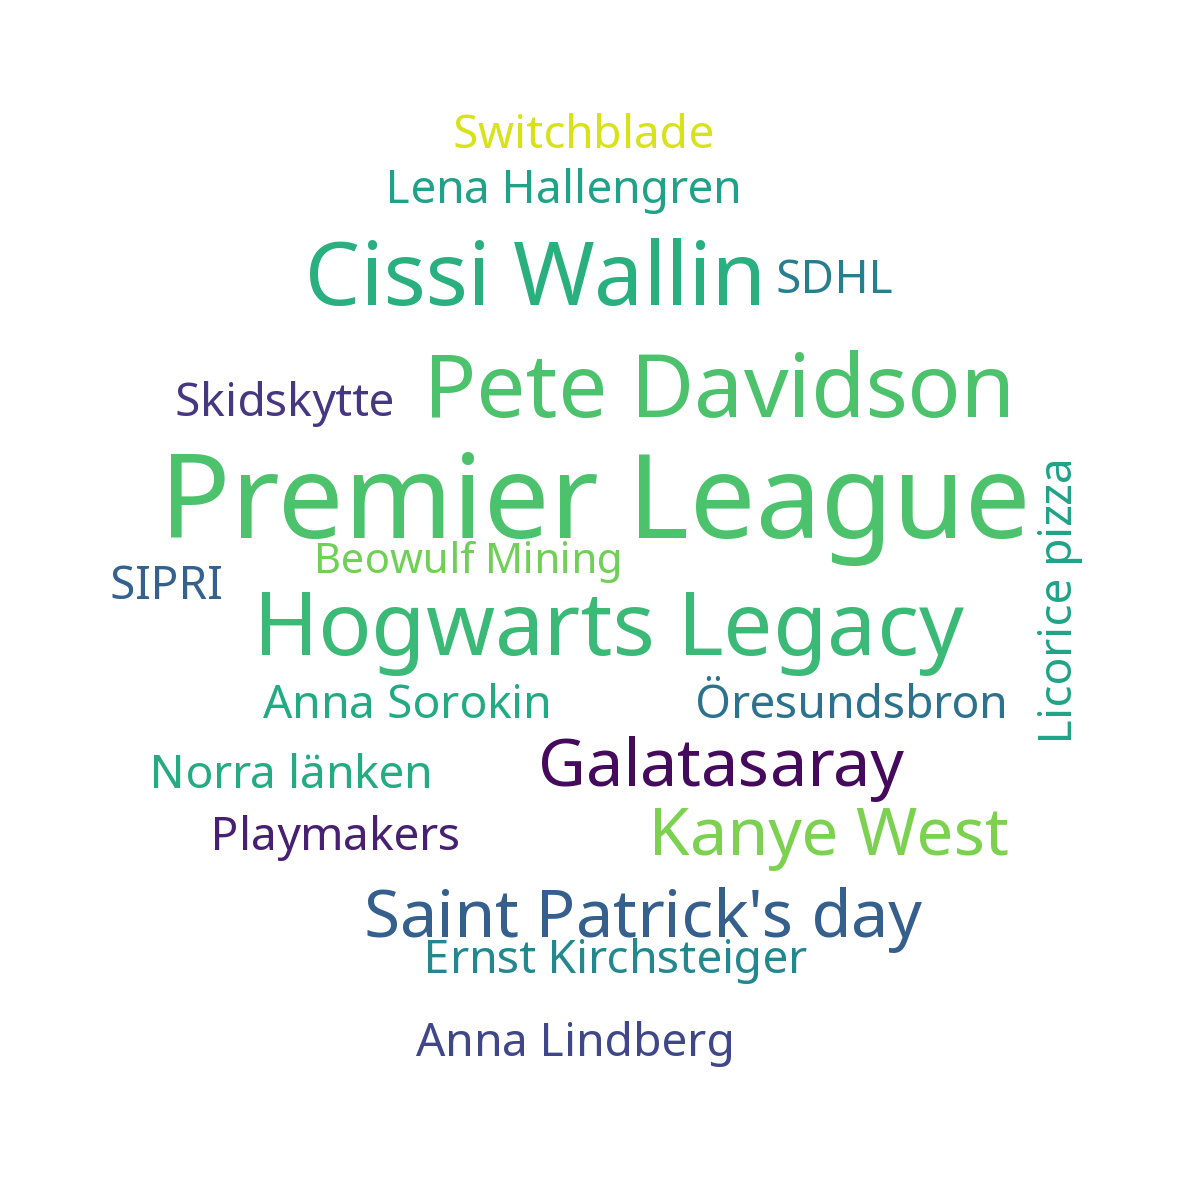 Switchblade
Lena Hallengren
Cissi Wallin
SDHL
Skidskytte
Pete Davidson
Premier League
Licorice pizza
Beowulf Mining
SIPRI
Hogwarts Legacy
Anna Sorokin
Öresundsbron
Norra länken
Galatasaray
Playmakers
Kanye West
Saint Patrick's day
Ernst Kirchsteiger
Anna Lindberg